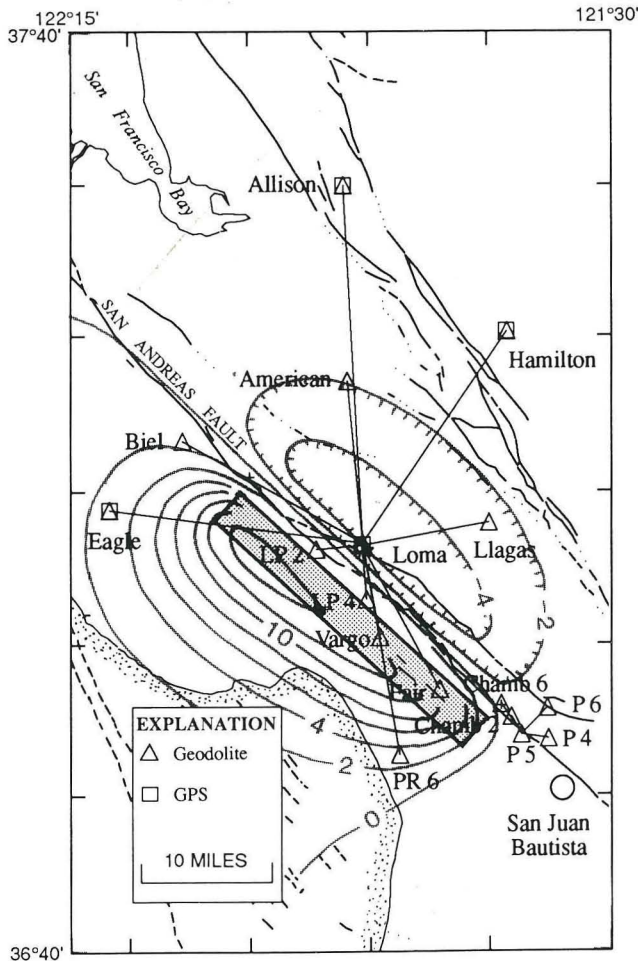 122°15'
121°30'
37°40'
San
Francisco
Bay
Allison
Hamilton
SAN ANDREAS FAULT
American
Biel
Eagle
LP 2
Loma
Llagas
LP 4
-4
-2
10
Vargo
Fair
Chamb 6
P 6
Chamb 2
P 5
P 4
4
2
PR 6
0
San Juan
Bautista
EXPLANATION
Geodolite
GPS
10 MILES
36°40'